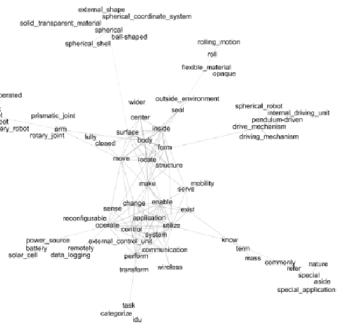 external_shape
spherical_coordinate_system
solid_transparent_material
spherical
ball-shaped
spherical_shell
rolling_motion
roll
flexible_material
opaque
outside_environment
wider
seal
spherical_robot
internal_driving_unit
pendulum-driven
drive_mechanism
driving_mechanism
center
prismatic_joint
arm
rotary_joint
surface
inside
fully
body
closed
form
move
locate
structure
make
mobility
serve
change
enable
sense
exist
reconfigurable
application
operate
utilize
control
system
power_source
external_control_unit
know
battery
remotely
communication
term
solar_cell
data_logging
perform
mass
commonly
nature
transform
wireless
refer
special
aside
special_application
task
categorize
idu